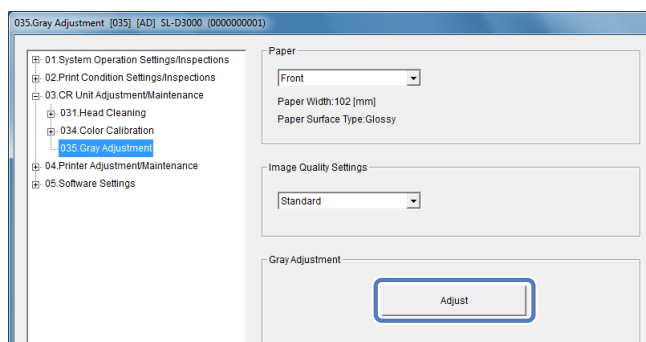 035.Gray Adjustment [035] [AD] SL-D3000 (0000000001)
01.System Operation Settings/Inspections
02.Print Condition Settings/Inspections
03.CR Unit Adjustment/Maintenance
031.Head Cleaning
034.Color Calibration
035.Gray Adjustment
04.Printer Adjustment/Maintenance
05.Software Settings
Paper
Front
Paper Width:102 [mm]
Paper Surface Type:Glossy
Image Quality Settings
Standard
Gray Adjustment
Adjust